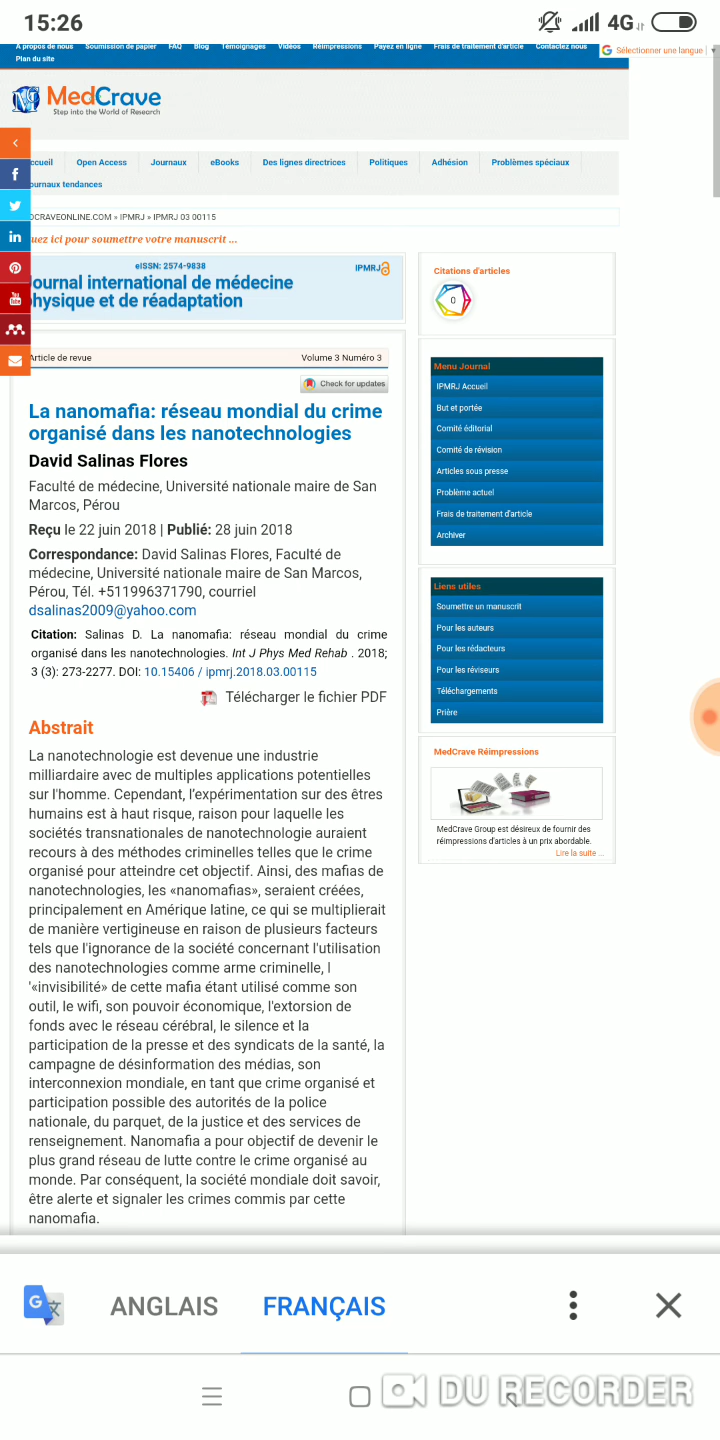 15:26
4G
A propos de nous Soumission de papier FAQ Blog Témoignages Vidéos Réimpressions Payez en ligne Frais de traitement d'article Contactez nous
Sélectionner une langue
Plan du site
MedCrave
Step into the World of Research
ccueil Open Access Journaux eBooks Des lignes directrices Politiques Adhésion Problèmes spéciaux
ournaux tendances
OCRAVEONLINE.COM » IPMRJ » IPMRJ 03 00115
uez ici pour soumettre votre manuscrit ...
eISSN: 2574-9838
IPMRJ
ournal international de médecine
hysique et de réadaptation
Article de revue Volume 3 Numéro 3
Check for updates
La nanomafia: réseau mondial du crime
organisé dans les nanotechnologies
David Salinas Flores
Faculté de médecine, Université nationale maire de San
Marcos, Pérou
Reçu le 22 juin 2018 | Publié: 28 juin 2018
Correspondance: David Salinas Flores, Faculté de
médecine, Université nationale maire de San Marcos,
Pérou, Tél. +511996371790, courriel
dsalinas2009@yahoo.com
Citation: Salinas D. La nanomafia: réseau mondial du crime
organisé dans les nanotechnologies. Int J Phys Med Rehab . 2018;
3 (3): 273-2277. DOI: 10.15406 / ipmrj.2018.03.00115
Télécharger le fichier PDF
Abstrait
La nanotechnologie est devenue une industrie
milliardaire avec de multiples applications potentielles
sur l'homme. Cependant, l'expérimentation sur des êtres
humains est à haut risque, raison pour laquelle les
sociétés transnationales de nanotechnologie auraient
recours à des méthodes criminelles telles que le crime
organisé pour atteindre cet objectif. Ainsi, des mafias de
nanotechnologies, les «nanomafias», seraient créées,
principalement en Amérique latine, ce qui se multiplierait
de manière vertigineuse en raison de plusieurs facteurs
tels que l'ignorance de la société concernant l'utilisation
des nanotechnologies comme arme criminelle, l
'«invisibilité» de cette mafia étant utilisé comme son
outil, le wifi, son pouvoir économique, l'extorsion de
fonds avec le réseau cérébral, le silence et la
participation de la presse et des syndicats de la santé, la
campagne de désinformation des médias, son
interconnexion mondiale, en tant que crime organisé et
participation possible des autorités de la police
nationale, du parquet, de la justice et des services de
renseignement. Nanomafia a pour objectif de devenir le
plus grand réseau de lutte contre le crime organisé au
monde. Par conséquent, la société mondiale doit savoir,
être alerte et signaler les crimes commis par cette
nanomafia.
Citations d'articles
0
Menu Journal
IPMRJ Accueil
But et portée
Comité éditorial
Comité de révision
Articles sous presse
Problème actuel
Frais de traitement d'article
Archiver
Liens utiles
Soumettre un manuscrit
Pour les auteurs
Pour les rédacteurs
Pour les réviseurs
Téléchargements
Prière
MedCrave Réimpressions
MedCrave Group est désireux de fournir des
réimpressions d'articles à un prix abordable.
Lire la suite ...
ANGLAIS FRANÇAIS
DU RECORDER